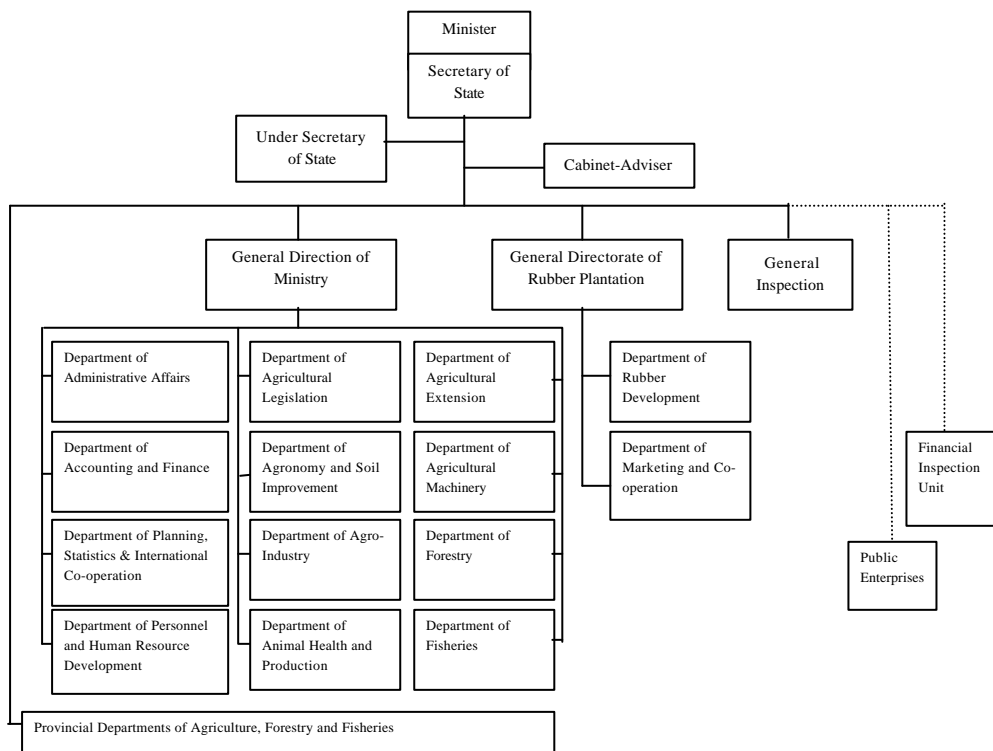 Minister
Secretary of
State
Under Secretary
of State
Cabinet-Adviser
General Direction of
Ministry
General Directorate of
Rubber Plantation
General
Inspection
Department of
Administrative Affairs
Department of
Agricultural
Legislation
Department of
Agricultural
Extension
Department of
Rubber
Development
Department of
Accounting and Finance
Department of
Agronomy and Soil
Improvement
Department of
Agricultural
Machinery
Department of
Marketing and Co-
operation
Financial
Inspection
Unit
Department of Planning,
Statistics & International
Co-operation
Department of Agro-
Industry
Department of
Forestry
Public
Enterprises
Department of Personnel
and Human Resource
Development
Department of
Animal Health and
Production
Department of
Fisheries
Provincial Departments of Agriculture, Forestry and Fisheries